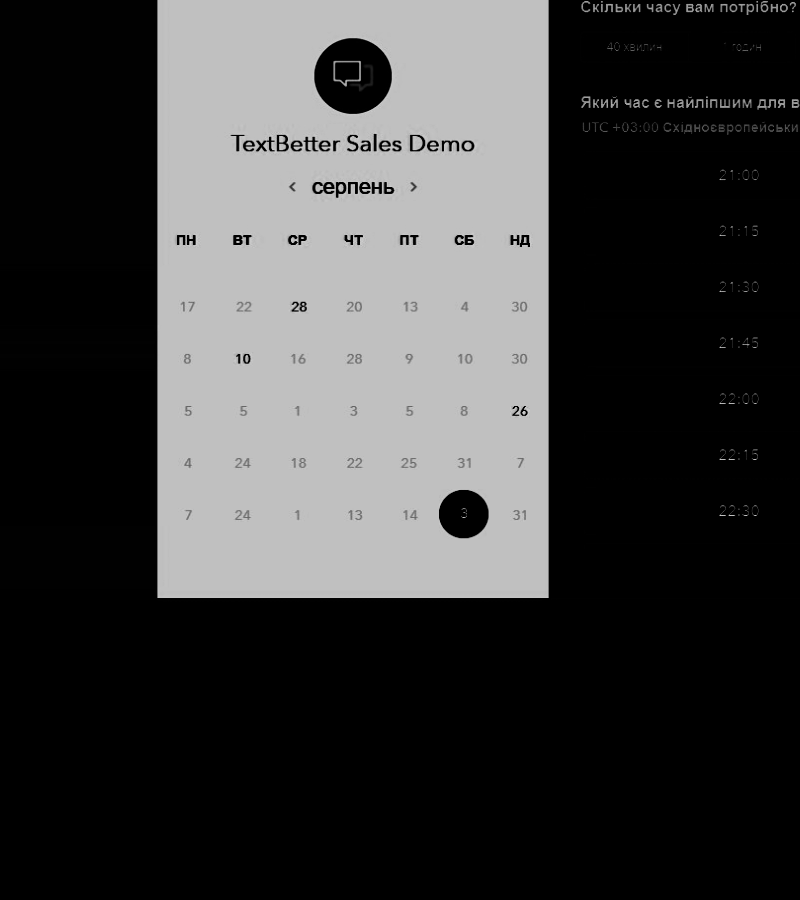 TextBetter Sales Demo
серпень
ПН ВТ СР ЧТ ПТ СБ НД
17 22 28 20 13 4 30
8 10 16 28 9 10 30
5 5 1 3 5 8 26
4 24 18 22 25 31 7
7 24 1 13 14 3 31
Скільки часу вам потрібно?
40 хвилин годин
Який час є найліпшим для в
UTC +03:00 Східноєвропейськи
21:00
21:15
21:30
21:45
22:00
22:15
22:30